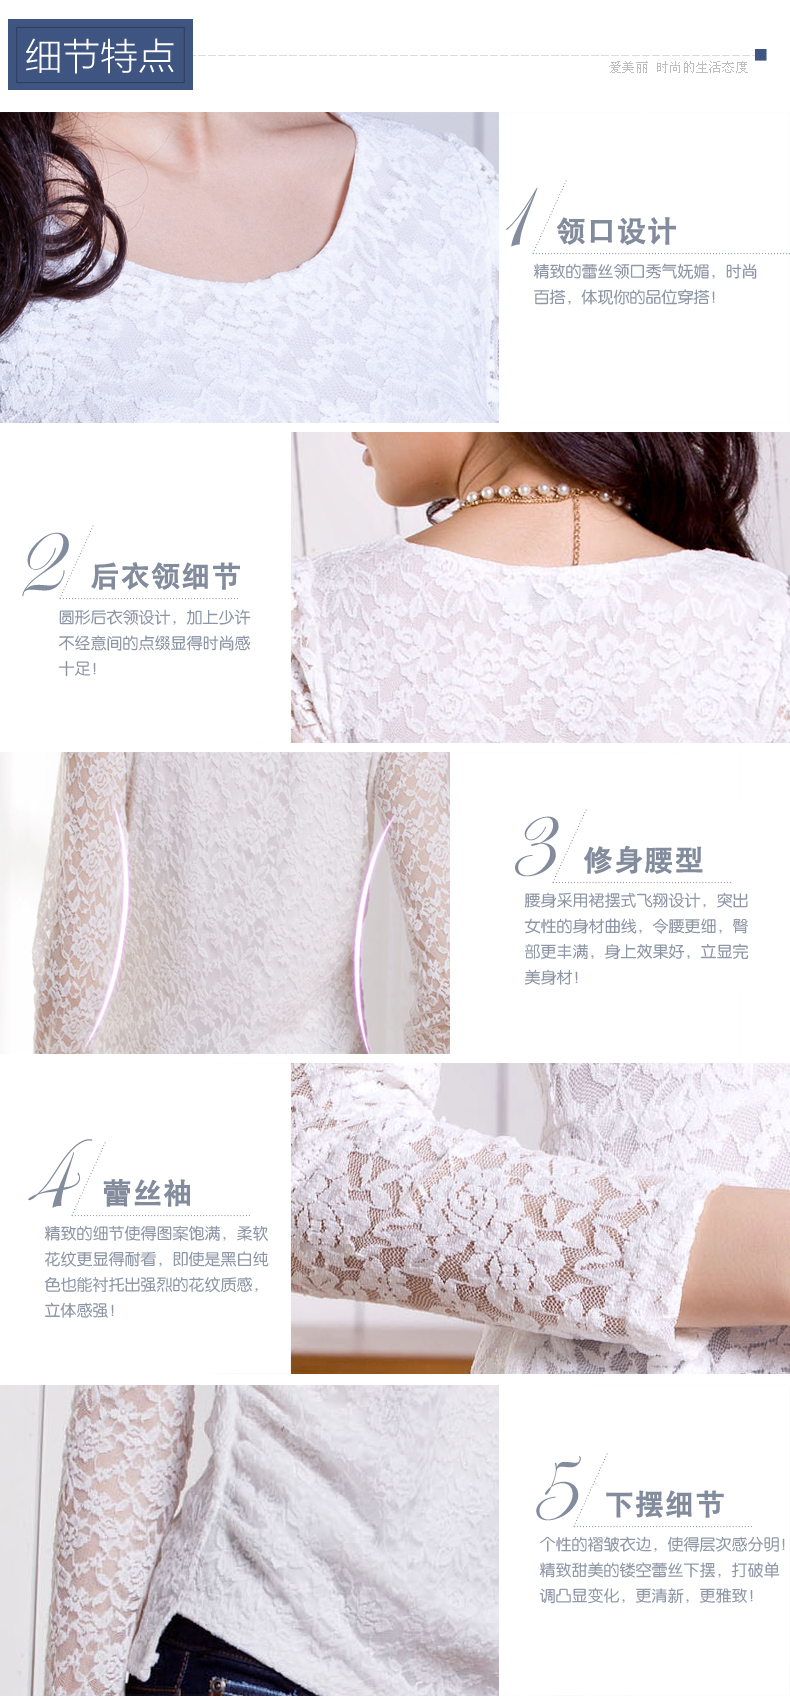 细节特点
爱美丽 时尚的生活态度
1 领口设计
精致的蕾丝领口秀气妩媚，时尚
百搭，体现你的品位穿搭！
2 后衣领细节
圆形后衣领设计，加上少许
不经意间的点缀显得时尚感
十足！
3 修身腰型
腰身采用裙摆式飞翔设计，突出
女性的身材曲线，令腰更细，臀
部更丰满，身上效果好，立显完
美身材！
4 蕾丝袖
精致的细节使得图案饱满，柔软
花纹更显得耐看，即使是黑白纯
色也能衬托出强烈的花纹质感，
立体感强！
5 下摆细节
个性的褶皱衣边，使得层次感分明！
精致甜美的镂空蕾丝下摆，打破单
调凸显变化，更清新，更雅致！